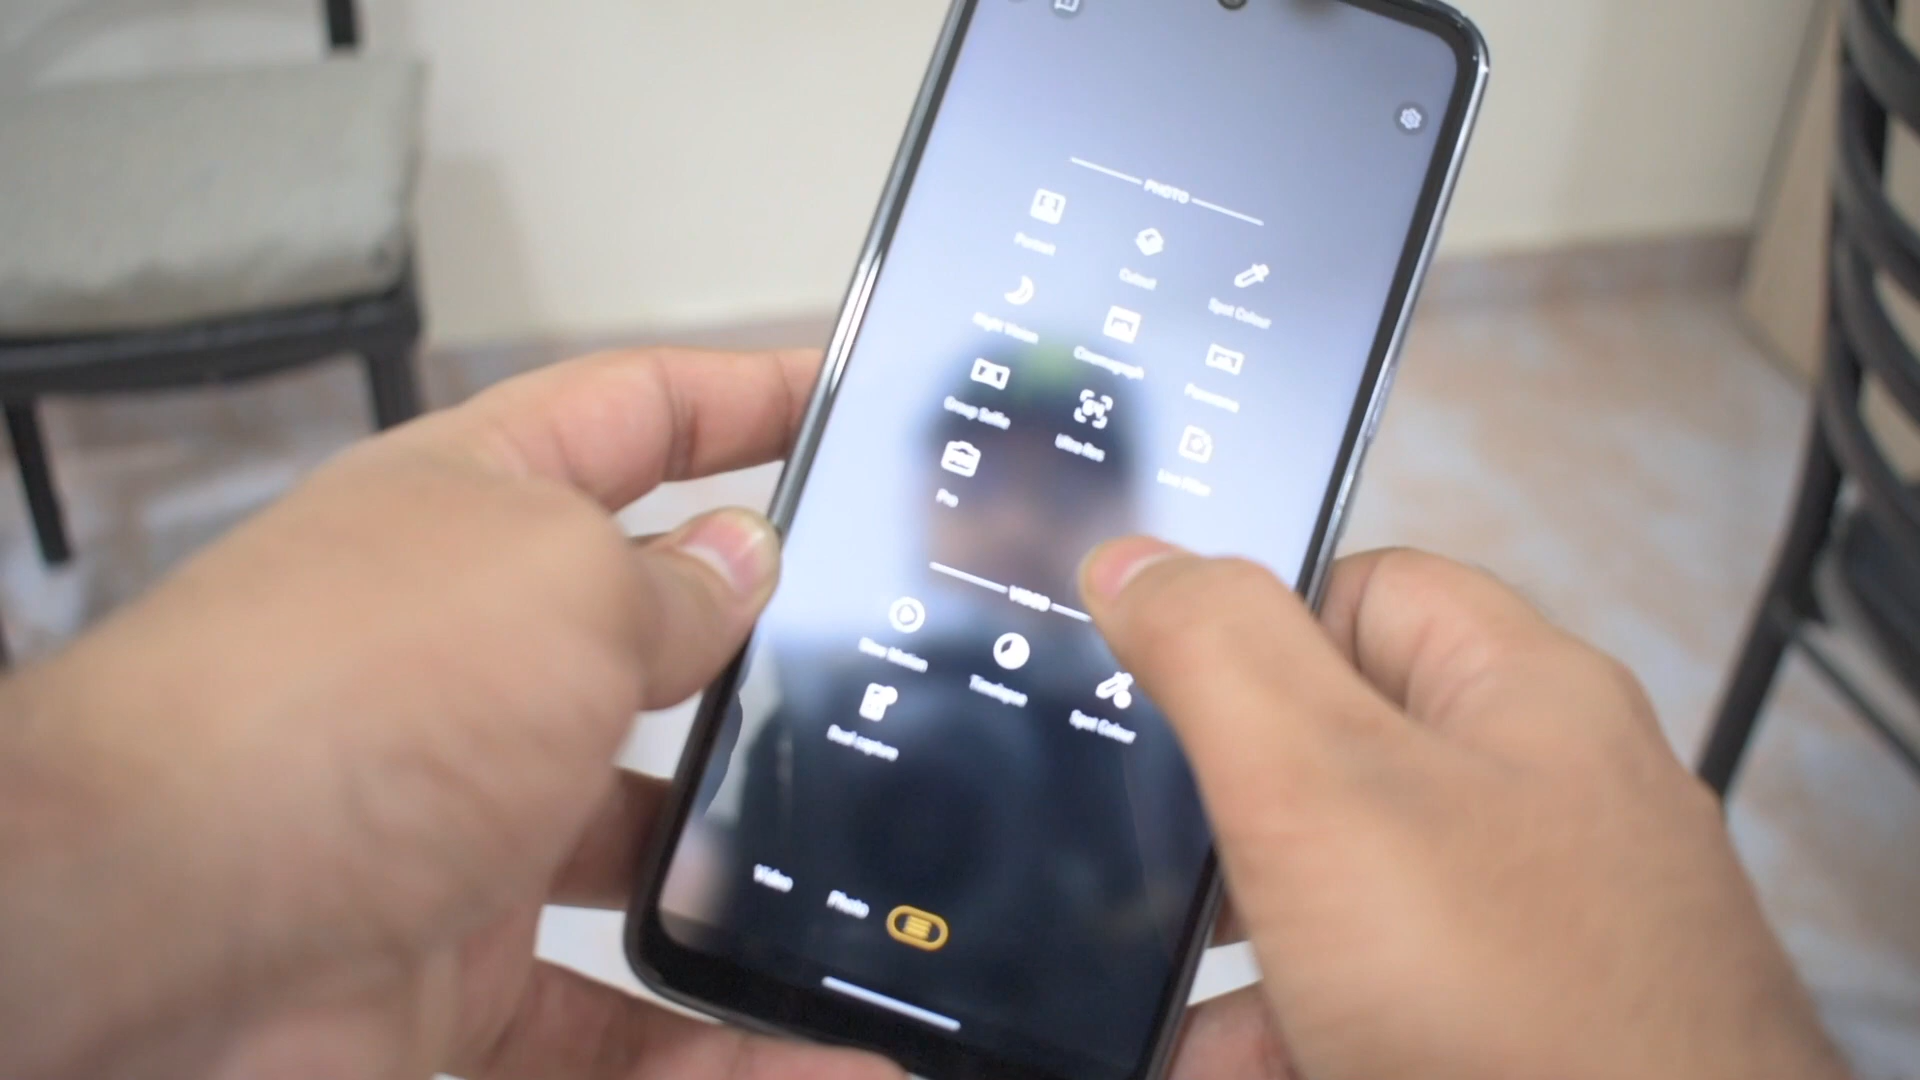 PHOTO
Portrait
Cutout
Spot Colour
Night Vision
Cinemagraph
Panorama
Group Selfie
Ultra-Res
Live Filter
Pro
VIDEO
Slow Motion
Timelapse
Spot Colour
Dual Capture
Video
Photo